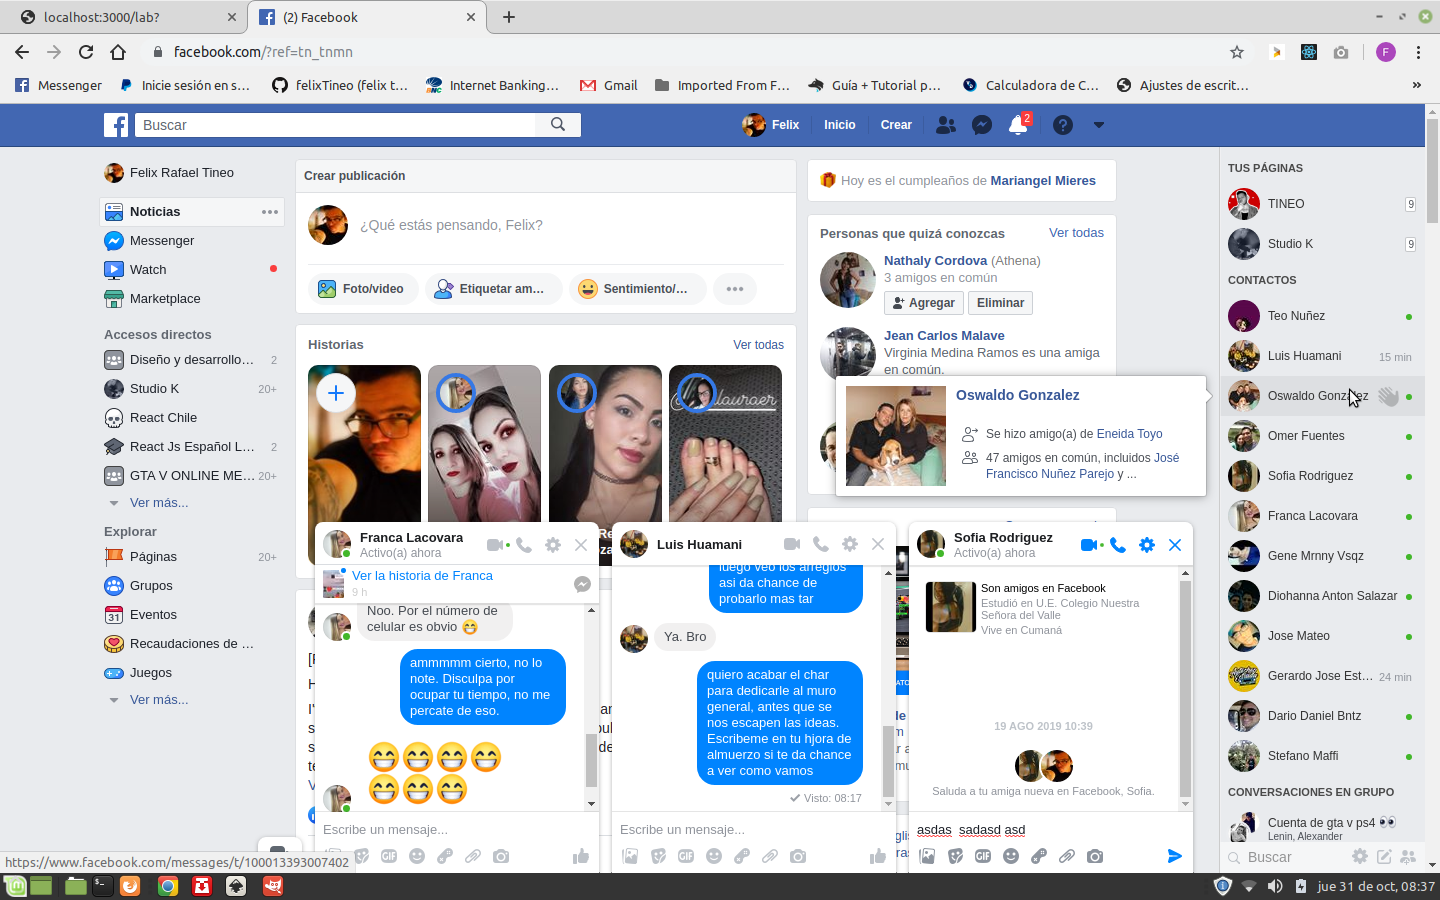 localhost:3000/lab?
(2) Facebook
facebook.com/?ref=tn_tnmn
F
Messenger
Inicie sesión en s...
felixTineo (felix t...
Internet Banking...
Gmail
Imported From F...
Guía + Tutorial p...
Calculadora de C...
Ajustes de escrit...
Buscar
Felix
Inicio
Crear
2
Felix Rafael Tineo
Noticias
Messenger
Watch
Marketplace
Accesos directos
Diseño y desarrollo... 2
Studio K 20+
React Chile
React Js Español L... 2
GTA V ONLINE ME... 20+
Ver más...
Explorar
Páginas 20+
Grupos
Eventos
Recaudaciones de ...
Juegos
Ver más...
Crear publicación
¿Qué estás pensando, Felix?
Foto/video
Etiquetar am...
Sentimiento/...
Historias
Ver todas
Hoy es el cumpleaños de Mariangel Mieres
Personas que quizá conozcas
Ver todas
Nathaly Cordova (Athena)
3 amigos en común
Agregar
Eliminar
Jean Carlos Malave
Virginia Medina Ramos es una amiga
en común.
Oswaldo Gonzalez
Se hizo amigo(a) de Eneida Toyo
47 amigos en común, incluidos José
Francisco Nuñez Parejo y ...
TUS PÁGINAS
TINEO 9
Studio K 9
CONTACTOS
Teo Nuñez
Luis Huamani 15 min
Oswaldo Gonzalez
Omer Fuentes
Sofia Rodriguez
Franca Lacovara
Gene Mrnny Vsqz
Diohanna Anton Salazar
Jose Mateo
Gerardo Jose Est... 24 min
Dario Daniel Bntz
Stefano Maffi
CONVERSACIONES EN GRUPO
Cuenta de gta v ps4 👀
Lenin, Alexander
Buscar
Franca Lacovara
Activo(a) ahora
Ver la historia de Franca
9 h
Noo. Por el número de
celular es obvio 😁
ammmmm cierto, no lo
note. Disculpa por
ocupar tu tiempo, no me
percate de eso.
😁😁😁😁
😁😁😁
Escribe un mensaje...
GIF
Luis Huamani
luego veo los arreglos
asi da chance de
probarlo mas tar
Ya. Bro
quiero acabar el char
para dedicarle al muro
general, antes que se
nos escapen las ideas.
Escribeme en tu hjora de
almuerzo si te da chance
a ver como vamos
Visto: 08:17
Escribe un mensaje...
GIF
Sofia Rodriguez
Activo(a) ahora
Son amigos en Facebook
Estudió en U.E. Colegio Nuestra
Señora del Valle
Vive en Cumaná
19 AGO 2019 10:39
Saluda a tu amiga nueva en Facebook, Sofia.
asdas sadasd asd
GIF
https://www.facebook.com/messages/t/100013393007402
jue 31 de oct, 08:37